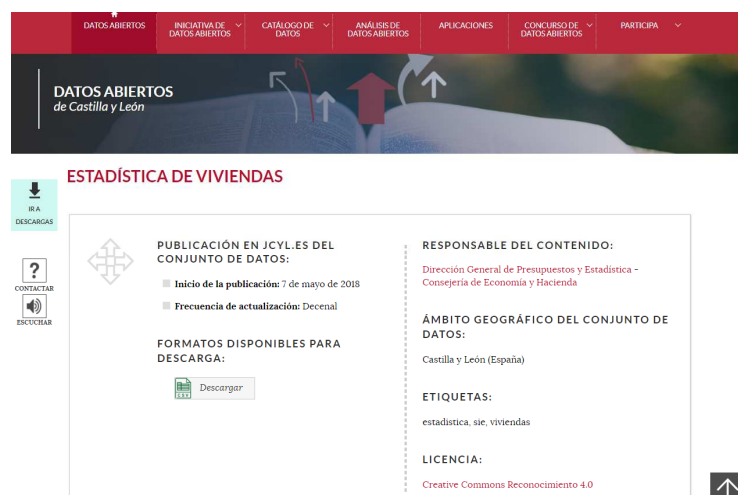 DATOS ABIERTOS
INICIATIVA DE
DATOS ABIERTOS
CATÁLOGO DE
DATOS
ANÁLISIS DE
DATOS ABIERTOS
APLICACIONES
CONCURSO DE
DATOS ABIERTOS
PARTICIPA
DATOS ABIERTOS
de Castilla y León
ESTADÍSTICA DE VIVIENDAS
IR A
DESCARGAS
?
CONTACTAR
ESCUCHAR
PUBLICACIÓN EN JCYL.ES DEL
CONJUNTO DE DATOS:
Inicio de la publicación: 7 de mayo de 2018
Frecuencia de actualización: Decenal
FORMATOS DISPONIBLES PARA
DESCARGA:
CSV
Descargar
RESPONSABLE DEL CONTENIDO:
Dirección General de Presupuestos y Estadística -
Consejería de Economía y Hacienda
ÁMBITO GEOGRÁFICO DEL CONJUNTO DE
DATOS:
Castilla y León (España)
ETIQUETAS:
estadistica, sie, viviendas
LICENCIA:
Creative Commons Reconocimiento 4.0